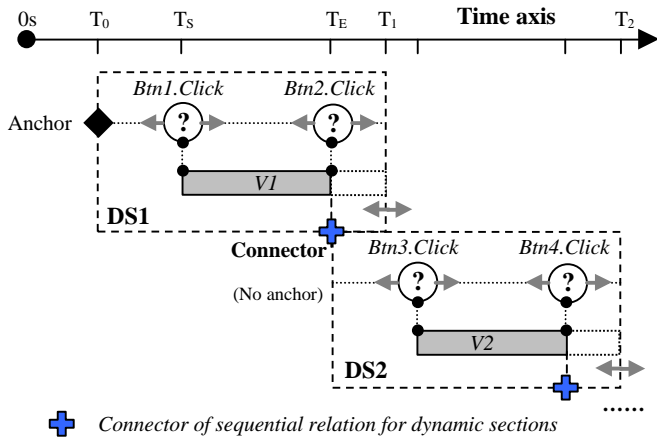 0s T0 TS TE T1 Time axis T2
Btn1.Click Btn2.Click
Anchor ? ?
V1
DS1
Connector Btn3.Click Btn4.Click
(No anchor) ? ?
V2
DS2
......
Connector of sequential relation for dynamic sections